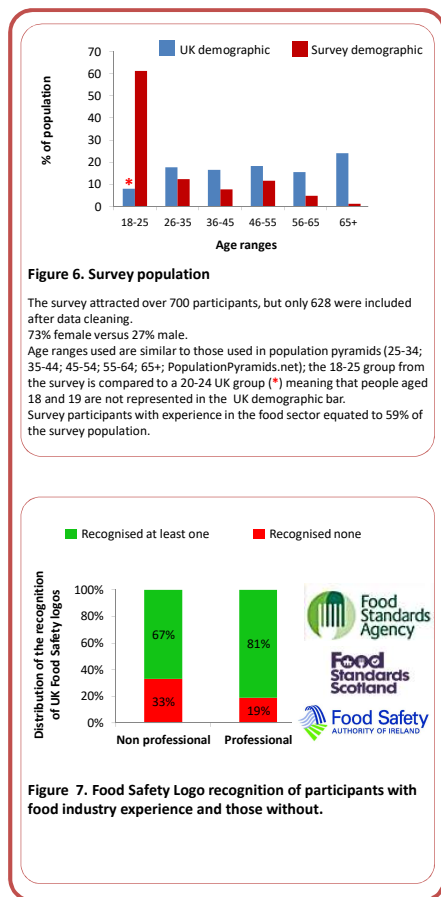 UK demographic
Survey demographic
% of population
70
60
50
40
30
20
10
0
*
18-25
26-35
36-45
46-55
56-65
65+
Age ranges
Figure 6. Survey population
The survey attracted over 700 participants, but only 628 were included
after data cleaning.
73% female versus 27% male.
Age ranges used are similar to those used in population pyramids (25-34;
35-44; 45-54; 55-64; 65+; PopulationPyramids.net); the 18-25 group from
the survey is compared to a 20-24 UK group (*) meaning that people aged
18 and 19 are not represented in the UK demographic bar.
Survey participants with experience in the food sector equated to 59% of
the survey population.
Recognised at least one
Recognised none
Distribution of the recognition
of UK Food Safety logos
100%
80%
60%
40%
20%
0%
67%
33%
81%
19%
Non professional
Professional
Food
Standards
Agency
Food
Standards
Scotland
Food Safety
AUTHORITY OF IRELAND
Figure 7. Food Safety Logo recognition of participants with
food industry experience and those without.